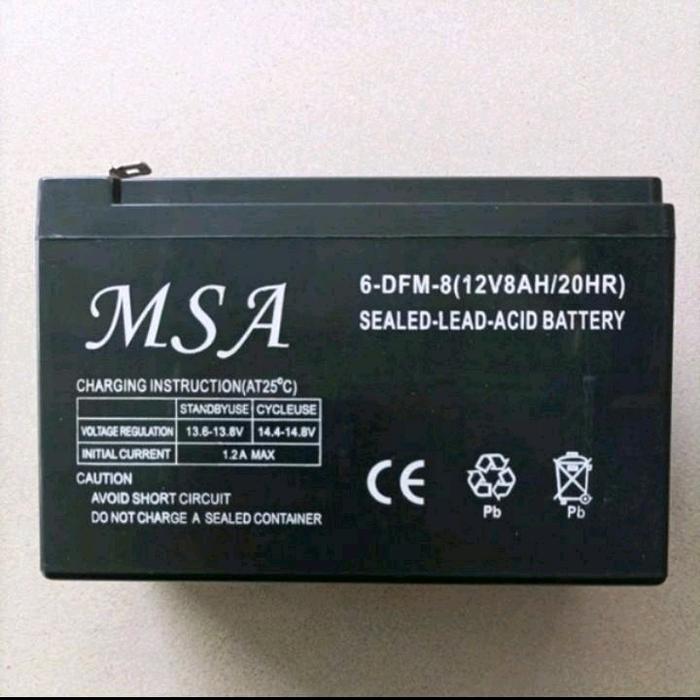 MSA
6-DFM-8(12V8AH/20HR)
SEALED-LEAD-ACID BATTERY
CHARGING INSTRUCTION(AT25°C)
STANDBYUSE CYCLEUSE
VOLTAGE REGULATION 13.6-13.8V 14.4-14.8V
INITIAL CURRENT 1.2A MAX
CAUTION
AVOID SHORT CIRCUIT
DO NOT CHARGE A SEALED CONTAINER
CE
Pb Pb